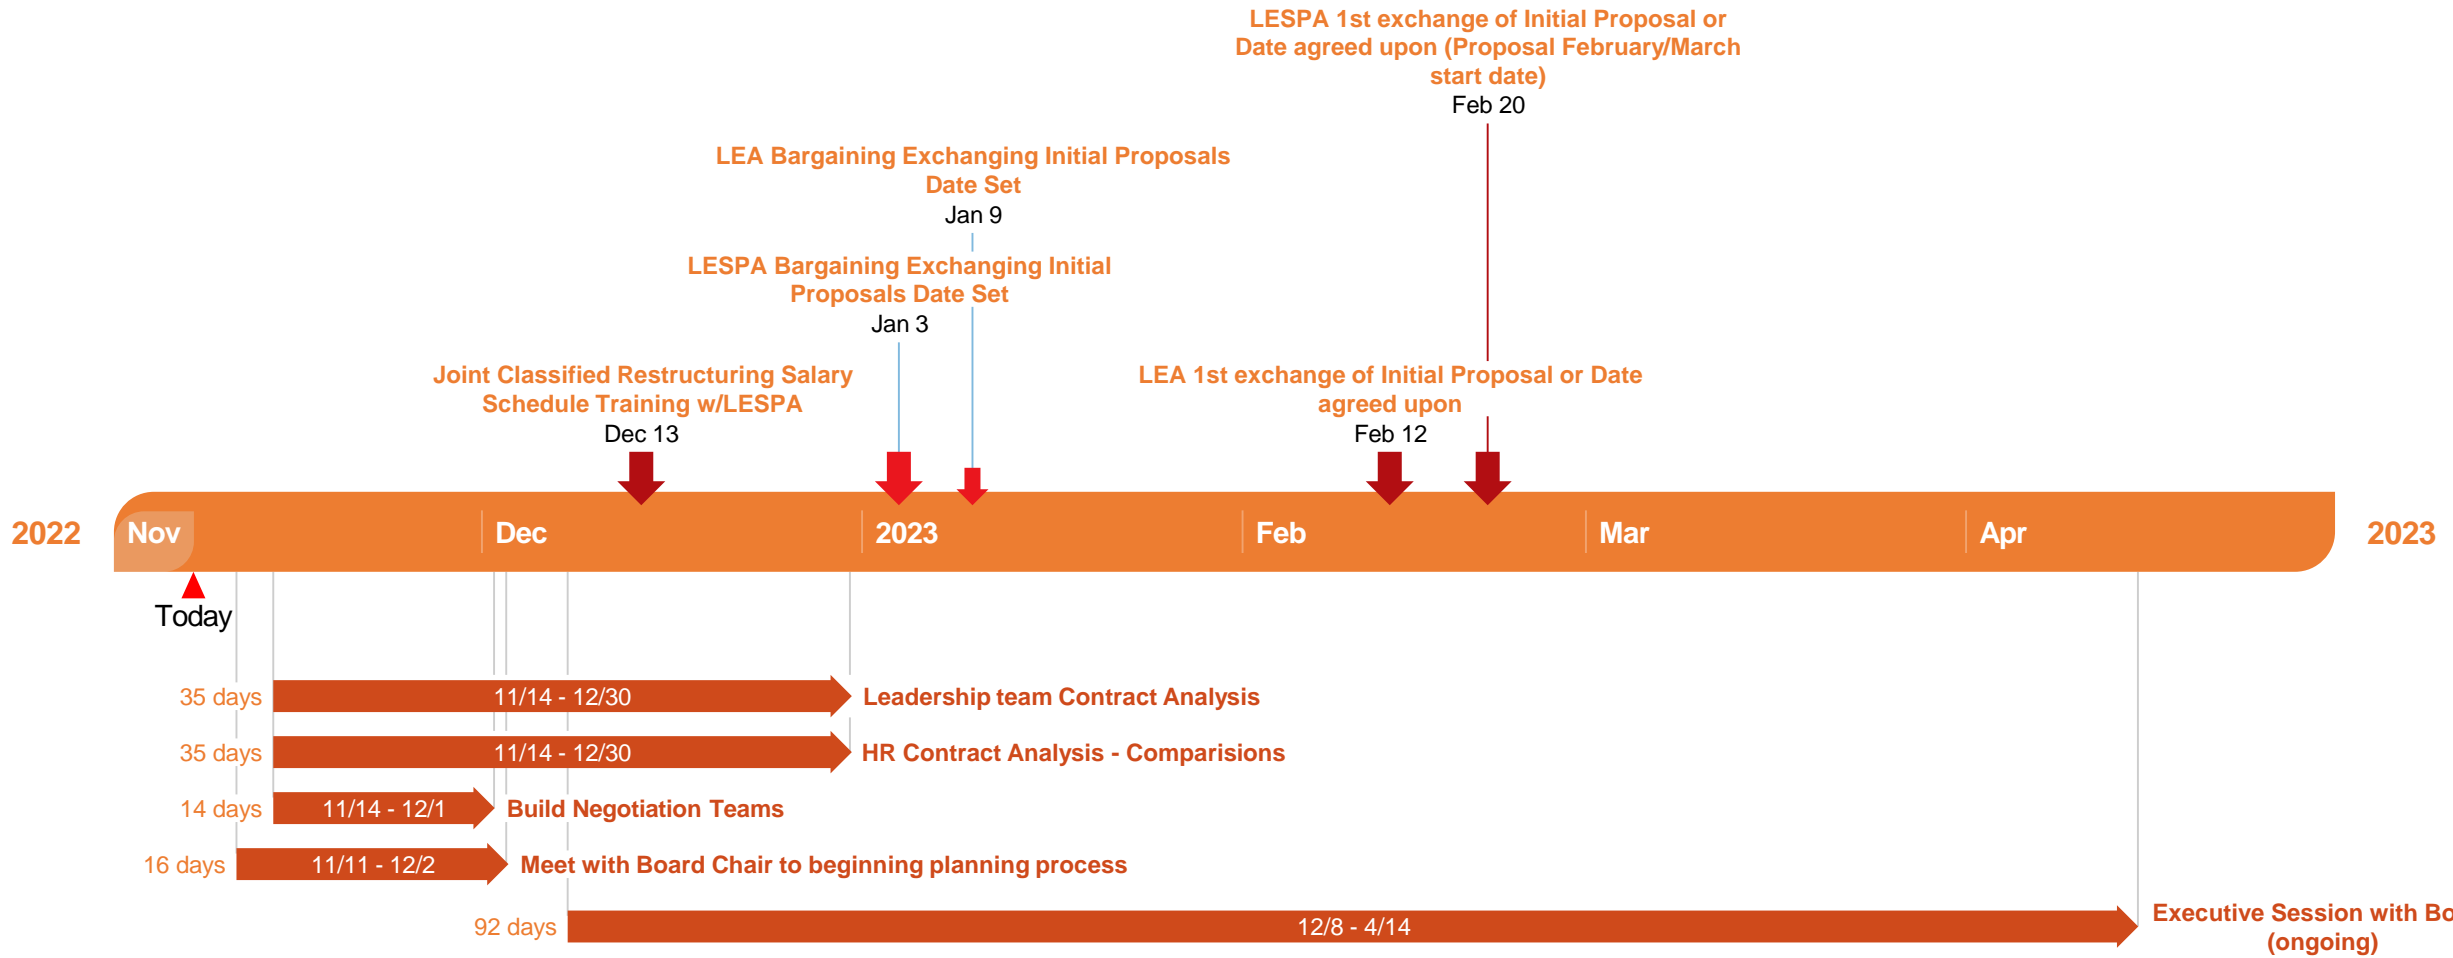 LESPA 1st exchange of Initial Proposal or
Date agreed upon (Proposal February/March
start date)
Feb 20
LEA Bargaining Exchanging Initial Proposals
Date Set
Jan 9
LESPA Bargaining Exchanging Initial
Proposals Date Set
Jan 3
Joint Classified Restructuring Salary
Schedule Training w/LESPA
Dec 13
LEA 1st exchange of Initial Proposal or Date
agreed upon
Feb 12
2022 Nov Dec 2023 Feb Mar Apr 2023
Today
35 days 11/14 - 12/30 Leadership team Contract Analysis
35 days 11/14 - 12/30 HR Contract Analysis - Comparisions
14 days 11/14 - 12/1 Build Negotiation Teams
16 days 11/11 - 12/2 Meet with Board Chair to beginning planning process
92 days 12/8 - 4/14 Executive Session with
(ongoing)